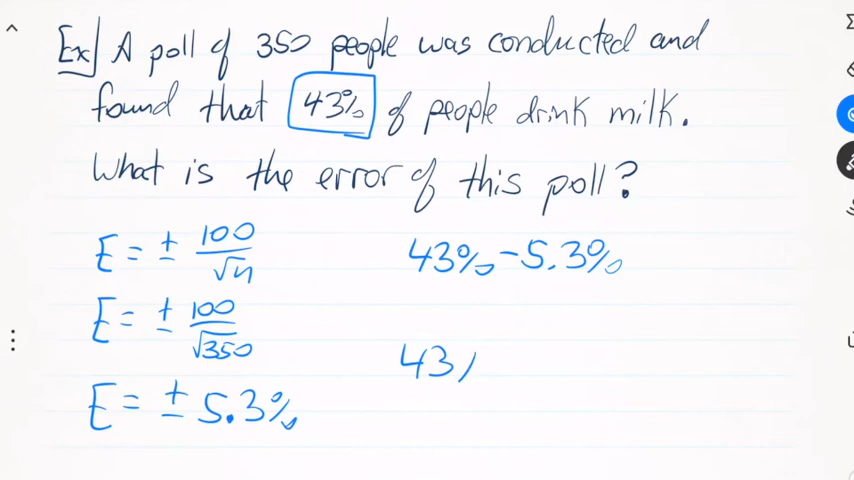 Ex| A poll of 350 people was conducted and
found that 43% of people drink milk.
What is the error of this poll?
E = ± 100/√n
E = ± 100/√350
E = ± 5.3%
43% - 5.3%
43